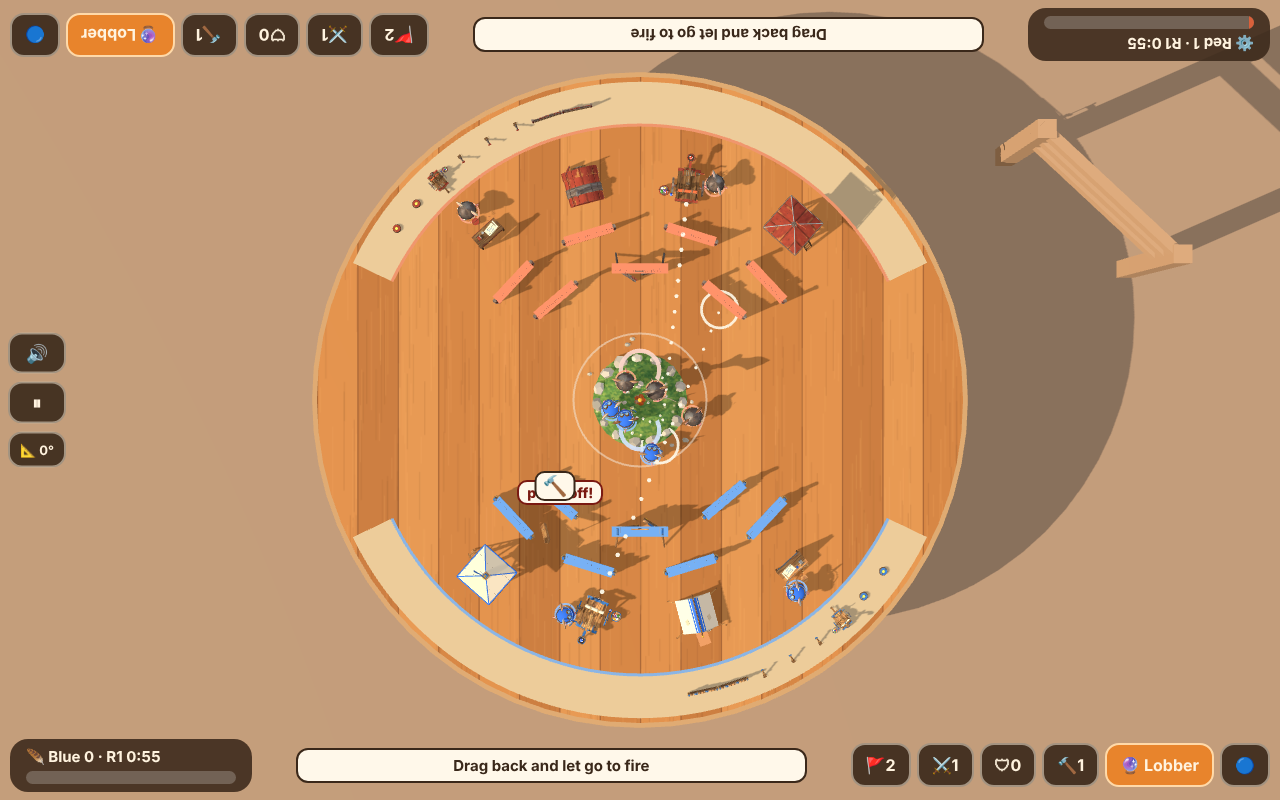 Lobber
1
0
1
2
Drag back and let go to fire
Red 1 · R1 0:55
0°
off!
Blue 0 · R1 0:55
Drag back and let go to fire
2
1
0
1
Lobber